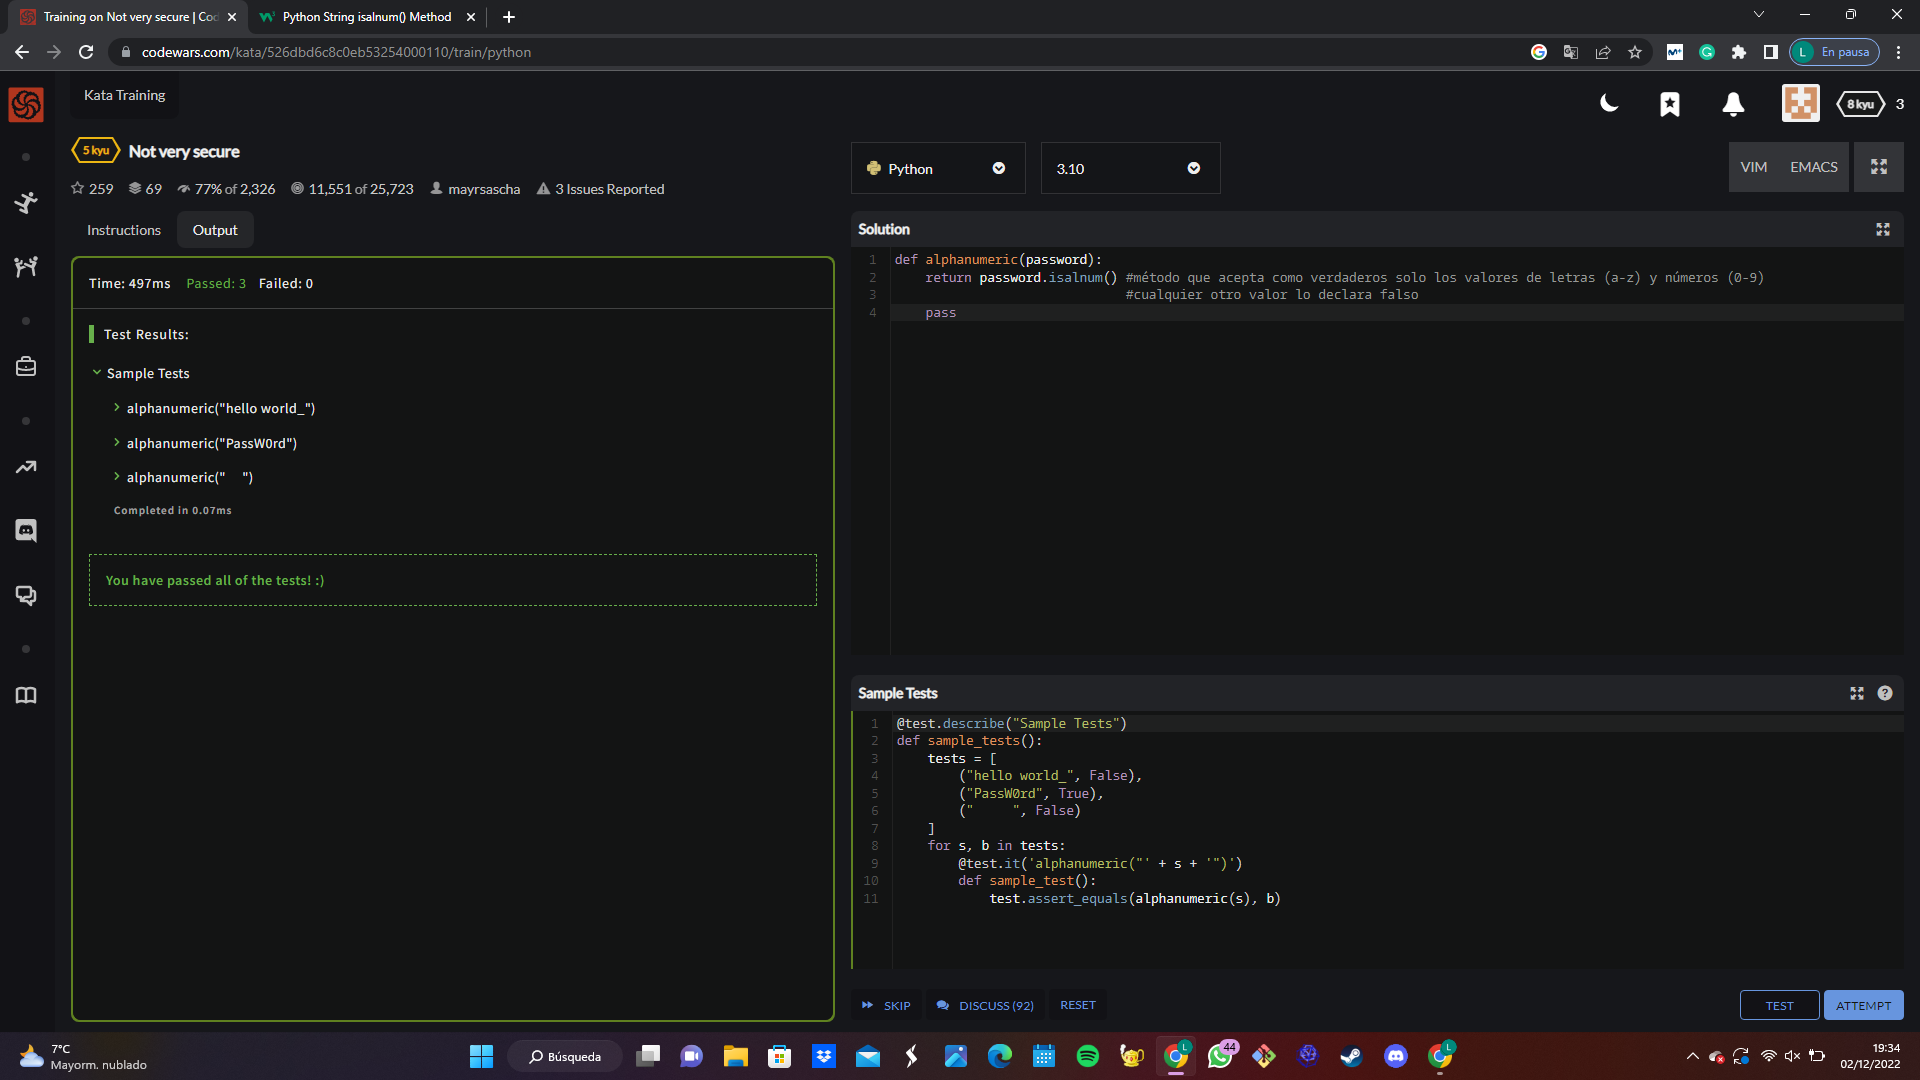 Training on Not very secure | Cod
Python String isalnum() Method
codewars.com/kata/526dbd6c8c0eb53254000110/train/python
L En pausa
Kata Training
8 kyu 3
5 kyu Not very secure
259 69 77% of 2,326 11,551 of 25,723 mayrsascha 3 Issues Reported
Python 3.10 VIM EMACS
Instructions Output
Time: 497ms Passed: 3 Failed: 0
Test Results:
Sample Tests
alphanumeric("hello world_")
alphanumeric("PassW0rd")
alphanumeric("     ")
Completed in 0.07ms
You have passed all of the tests! :)
Solution
1 def alphanumeric(password):
2     return password.isalnum() #método que acepta como verdaderos solo los valores de letras (a-z) y números (0-9)
3                               #cualquier otro valor lo declara falso
4     pass
Sample Tests
1 @test.describe("Sample Tests")
2 def sample_tests():
3     tests = [
4         ("hello world_", False),
5         ("PassW0rd", True),
6         ("     ", False)
7     ]
8     for s, b in tests:
9         @test.it('alphanumeric("' + s + '")')
10         def sample_test():
11             test.assert_equals(alphanumeric(s), b)
SKIP DISCUSS (92) RESET TEST ATTEMPT
7°C
Mayorm. nublado
Búsqueda
L
44
L
19:34
02/12/2022